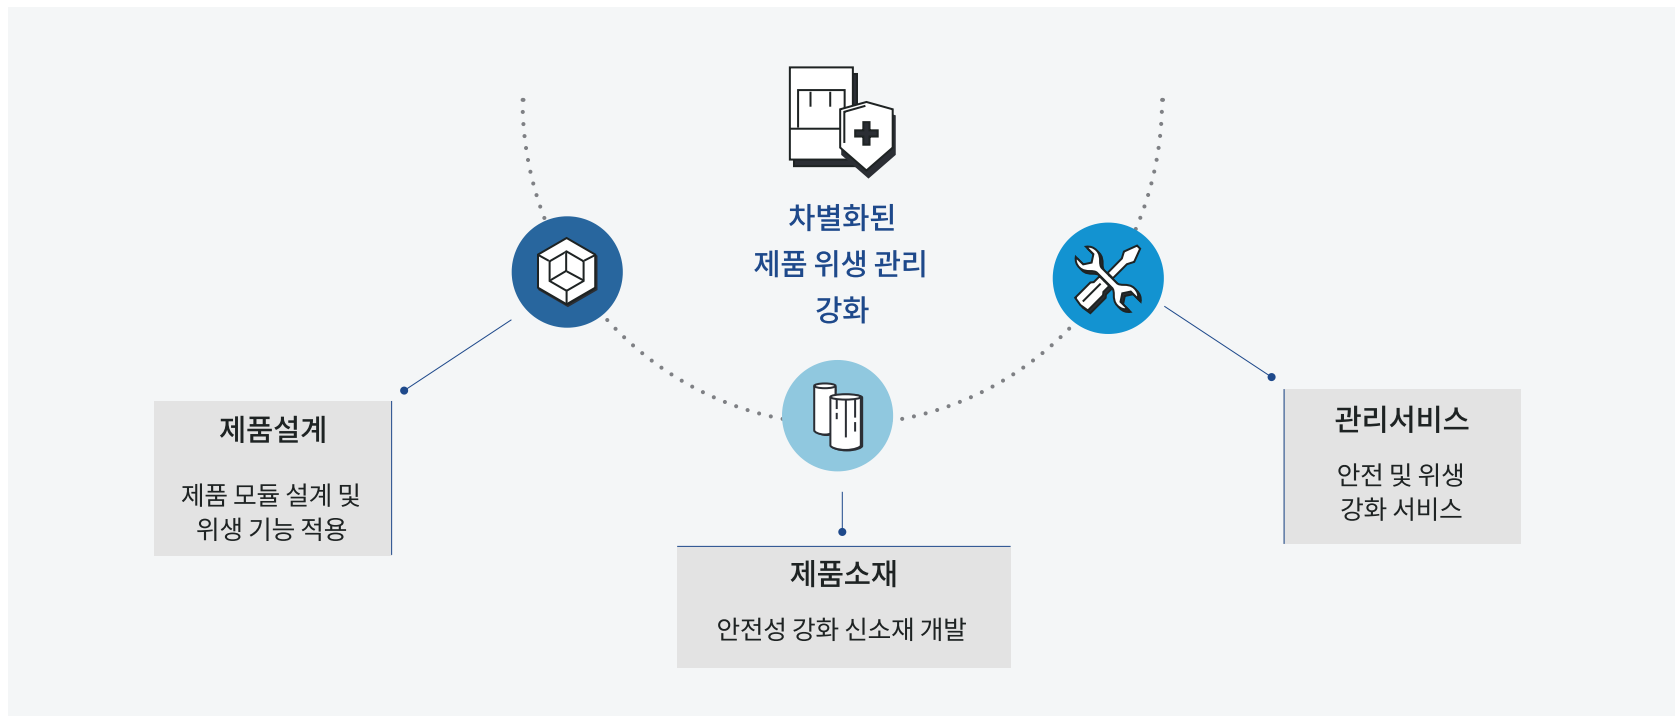 차별화된
제품 위생 관리
강화
제품설계
제품 모듈 설계 및
위생 기능 적용
제품소재
안전성 강화 신소재 개발
관리서비스
안전 및 위생
강화 서비스